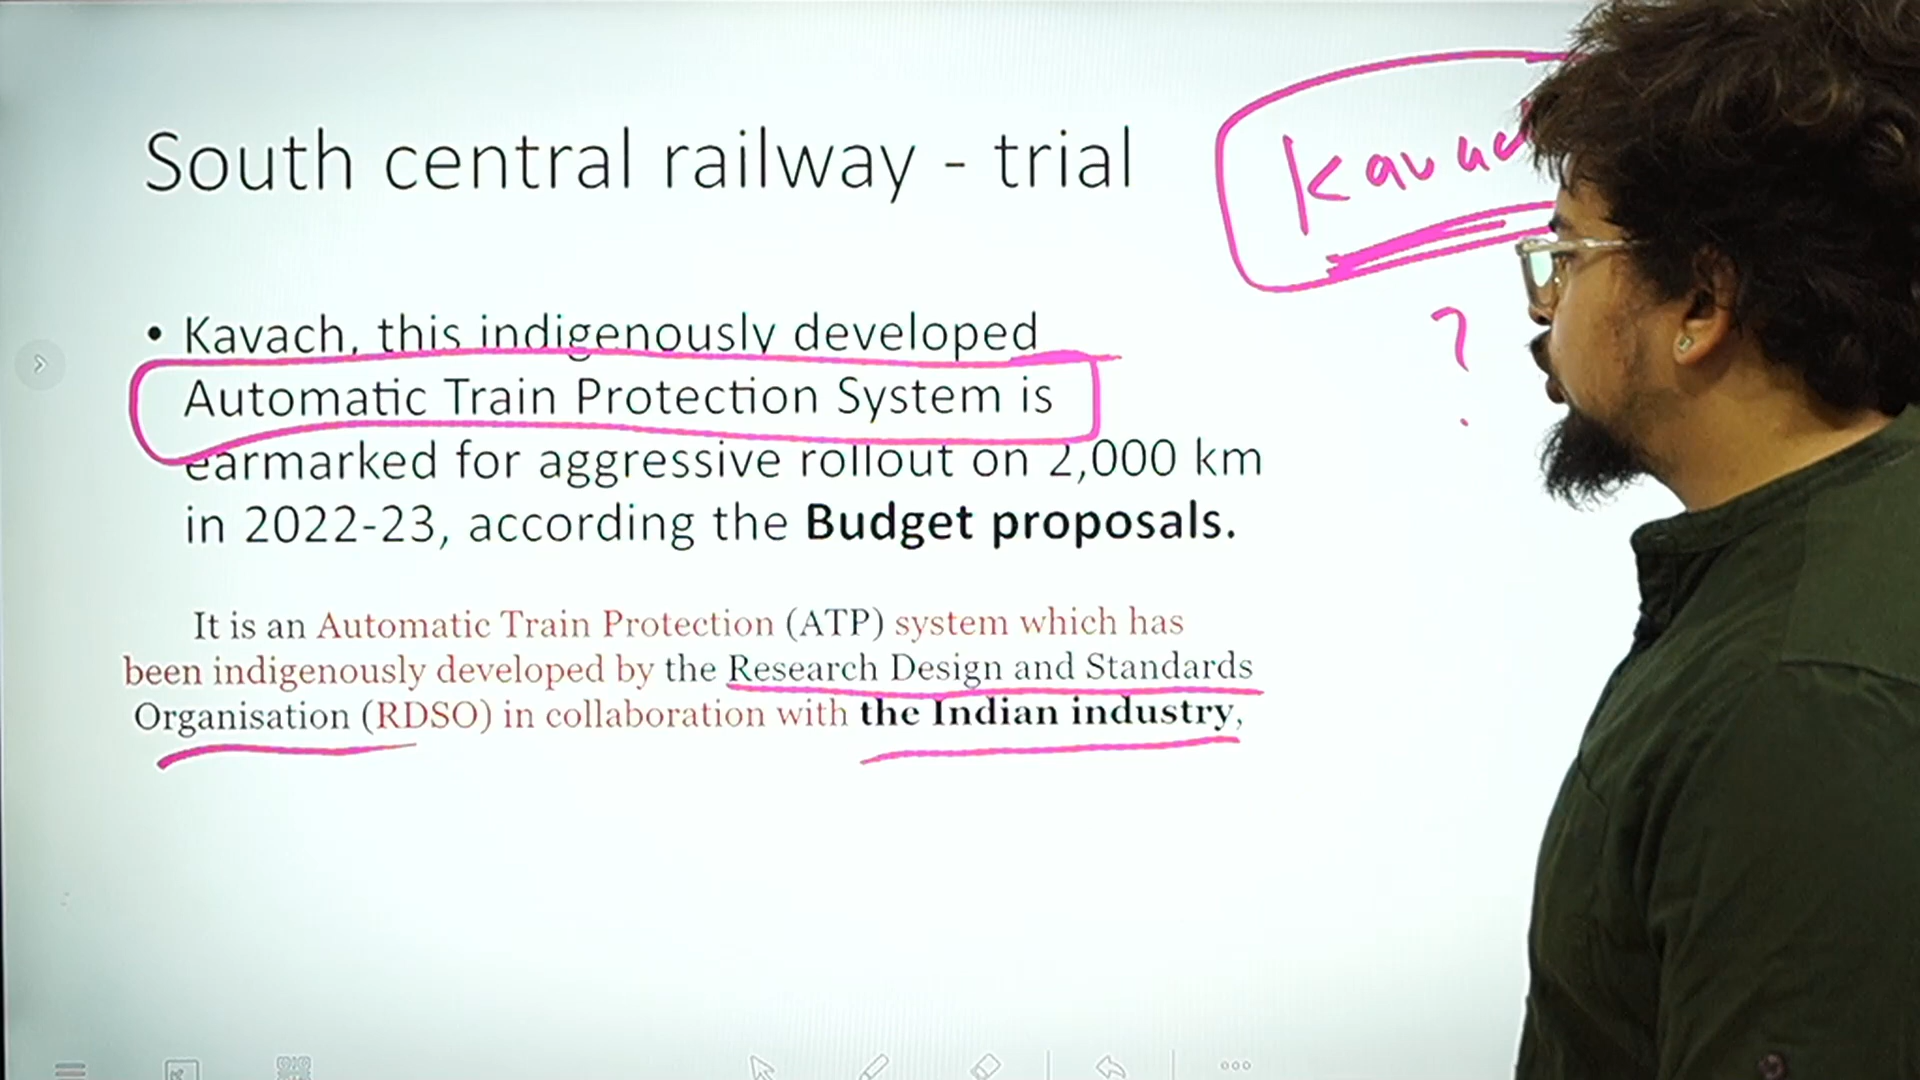 South central railway - trial
• Kavach, this indigenously developed
Automatic Train Protection System is
earmarked for aggressive rollout on 2,000 km
in 2022-23, according the Budget proposals.
It is an Automatic Train Protection (ATP) system which has
been indigenously developed by the Research Design and Standards
Organisation (RDSO) in collaboration with the Indian industry,
?